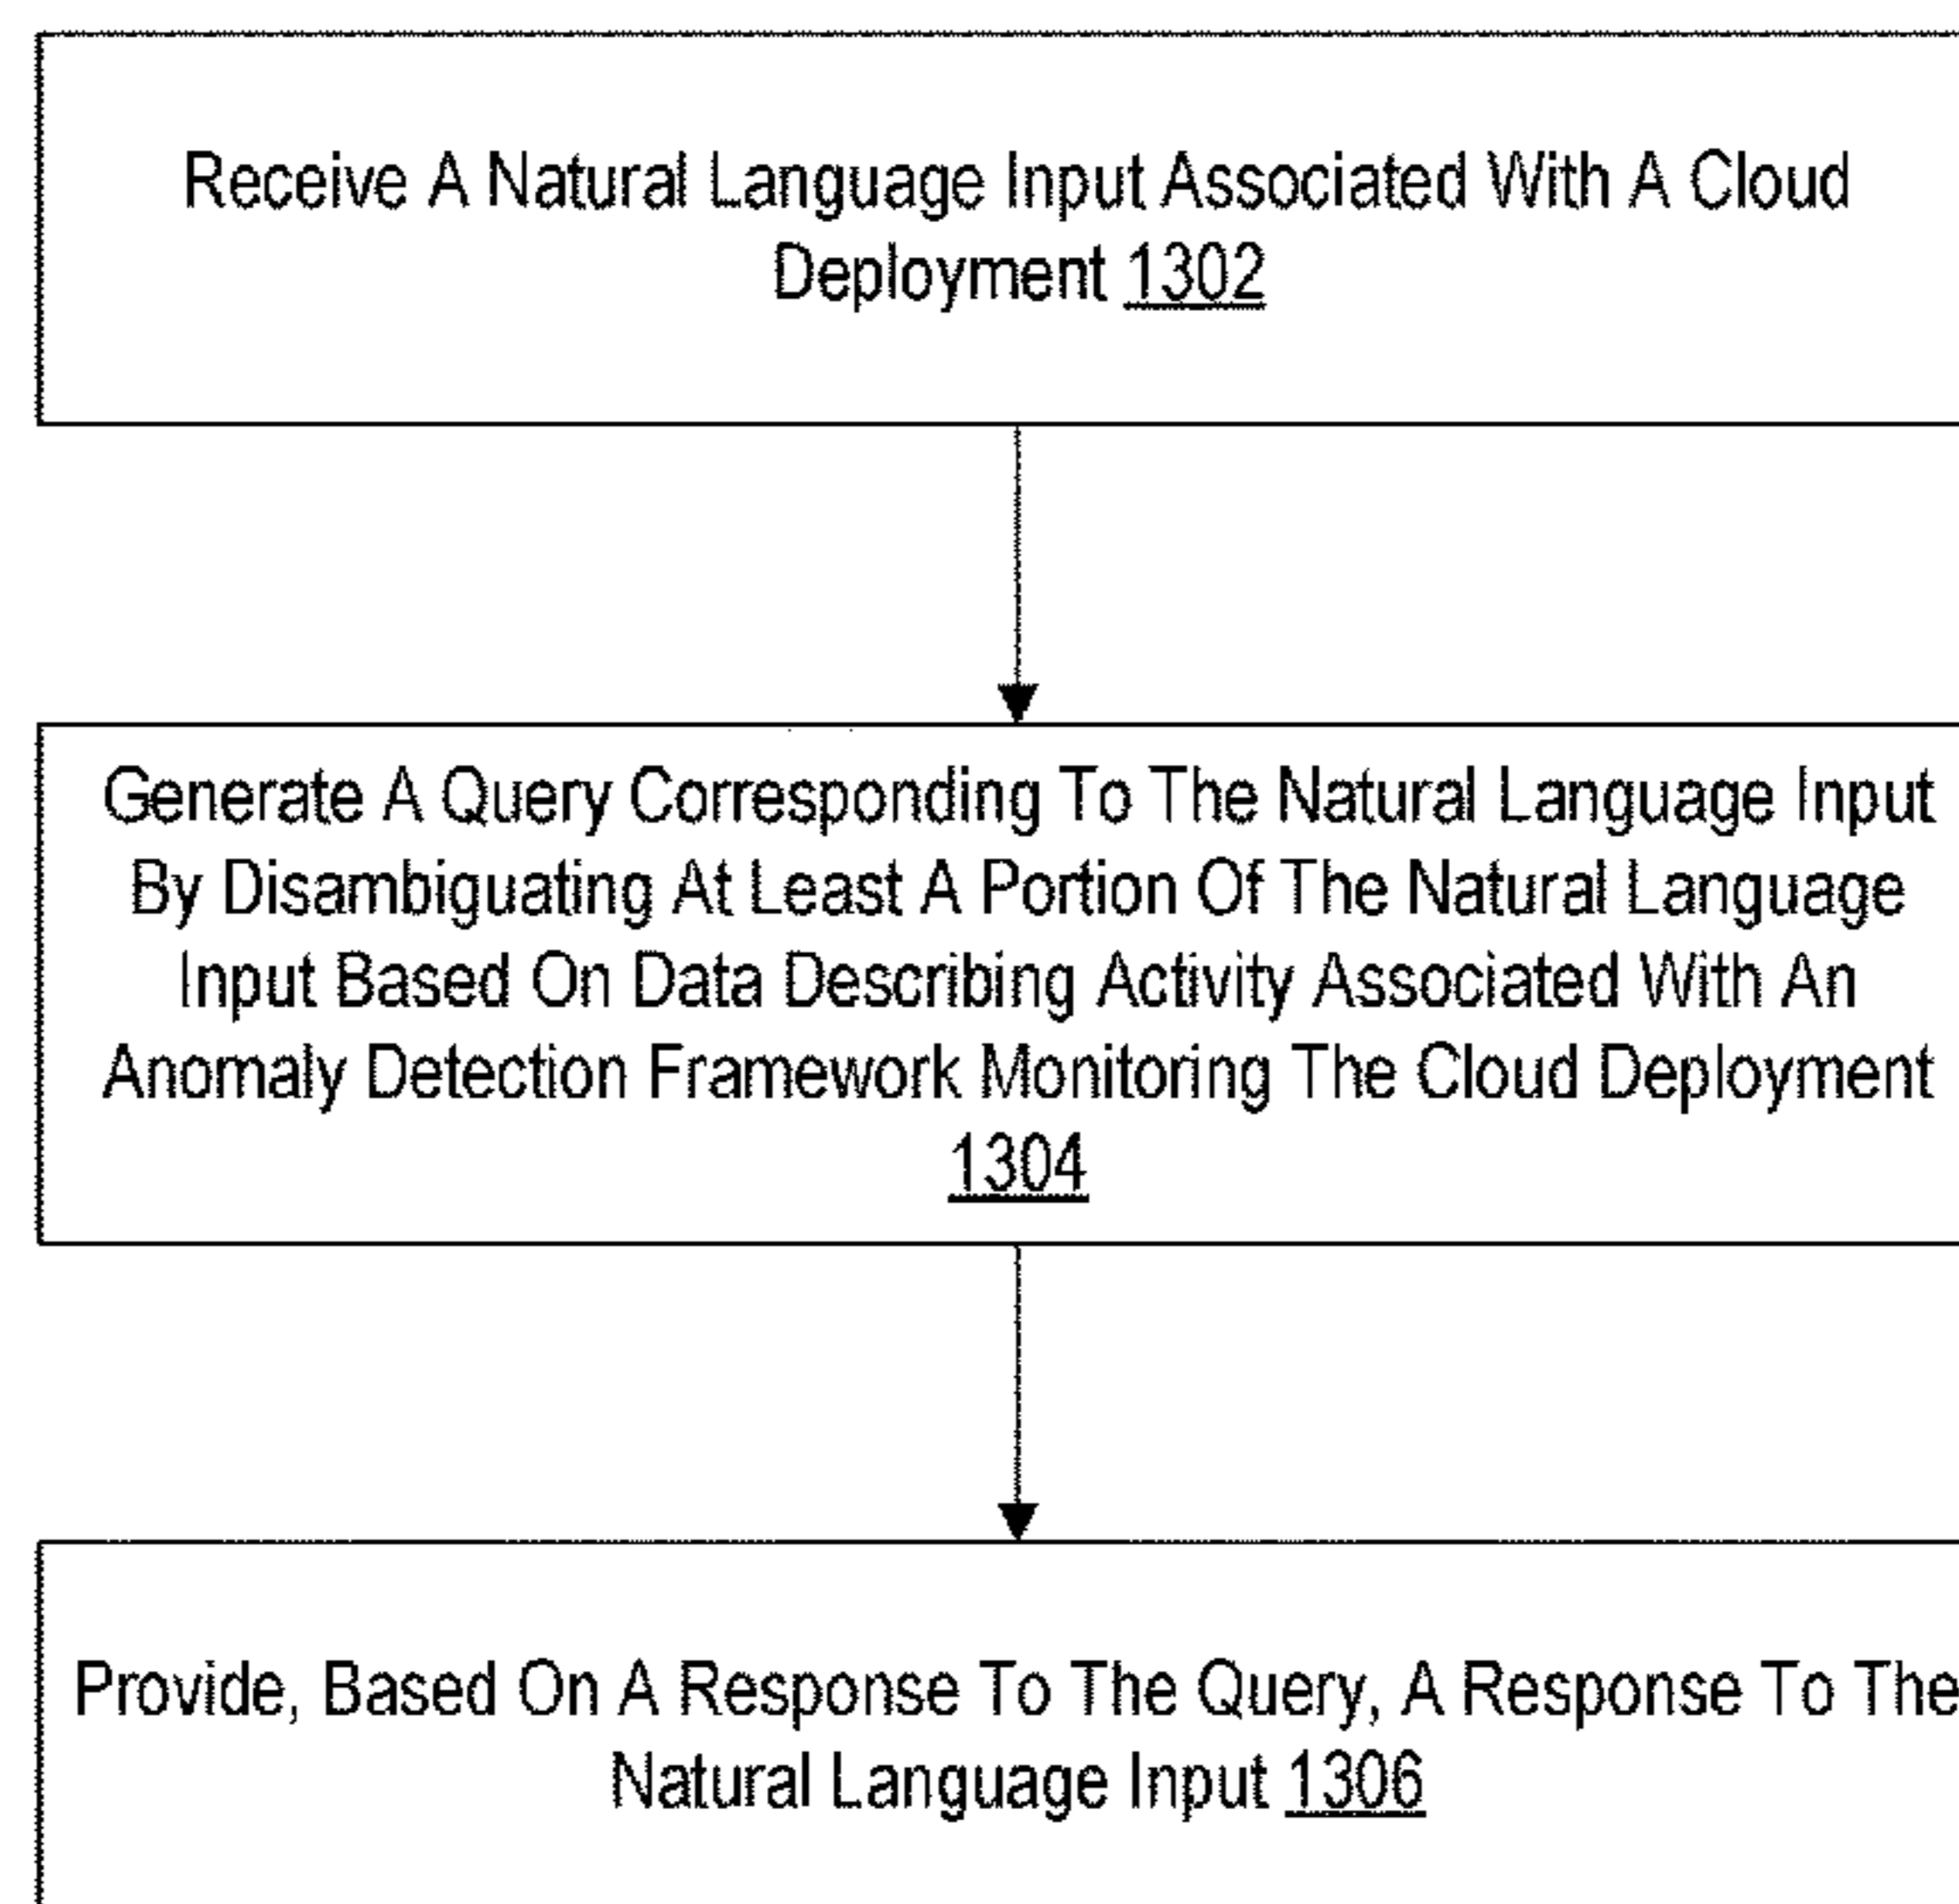 Receive A Natural Language Input Associated With A Cloud
Deployment 1302
Generate A Query Corresponding To The Natural Language Input
By Disambiguating At Least A Portion Of The Natural Language
Input Based On Data Describing Activity Associated With An
Anomaly Detection Framework Monitoring The Cloud Deployment
1304
Provide, Based On A Response To The Query, A Response To The
Natural Language Input 1306